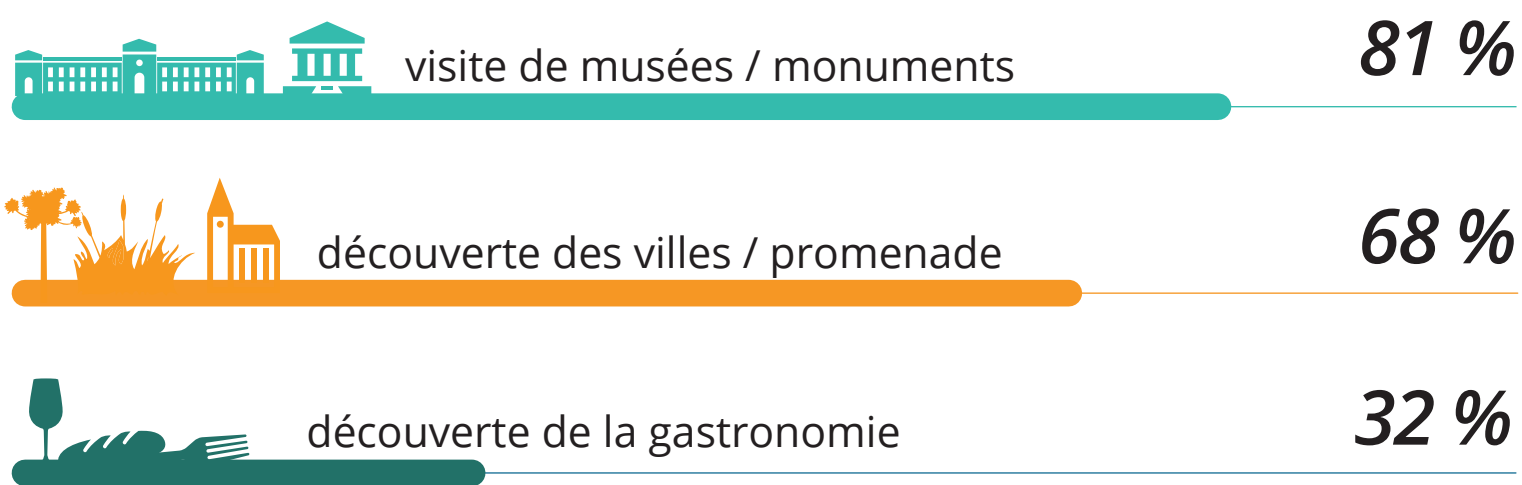 visite de musées / monuments 81 %
découverte des villes / promenade 68 %
découverte de la gastronomie 32 %